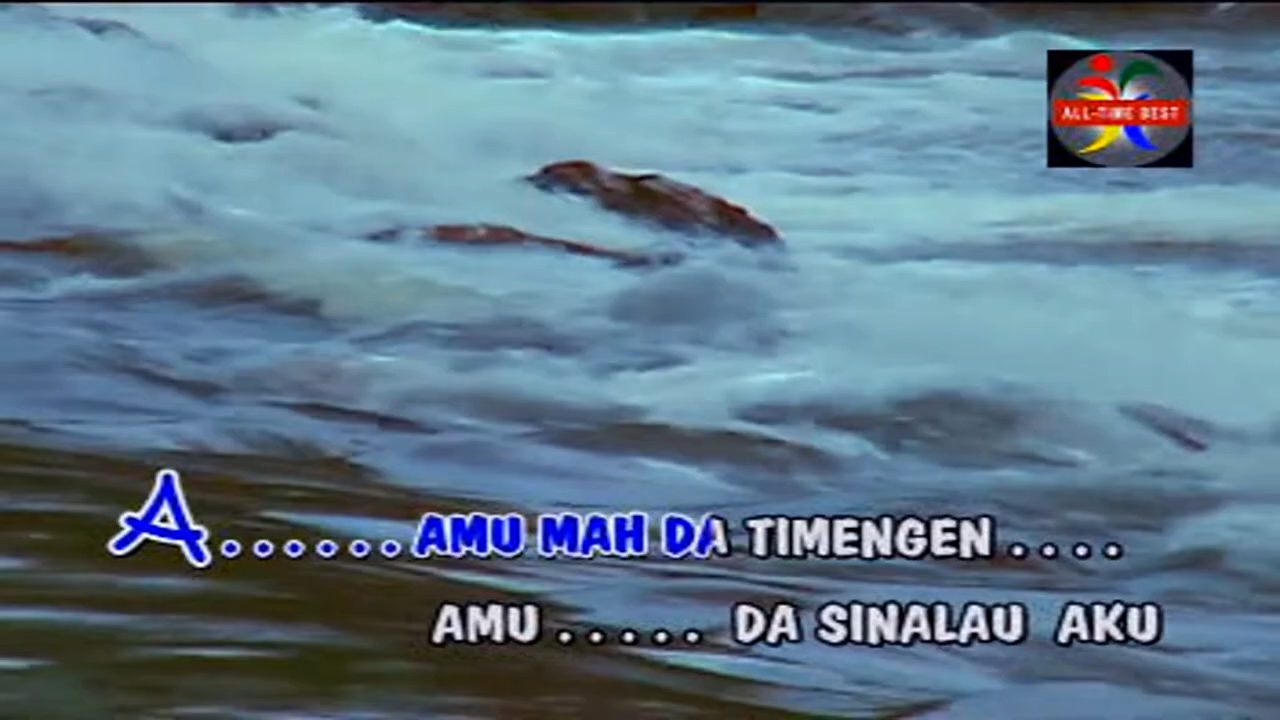 ALL-TIME BEST
A......AMU MAH DA TIMENGEN....
AMU..... DA SINALAU AKU